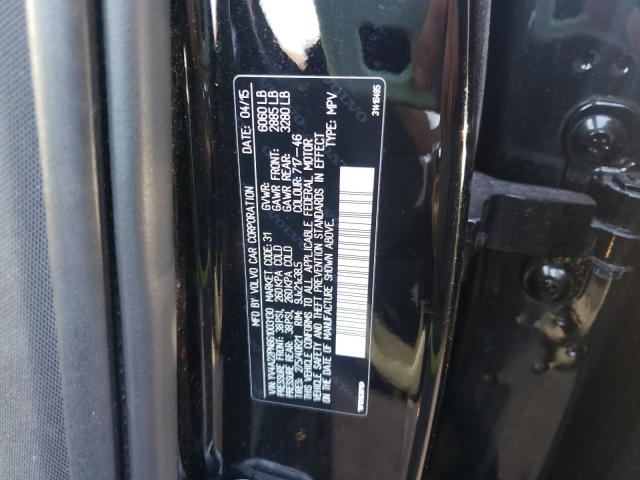 MFD BY VOLVO CAR CORPORATION DATE: 04/15
GVWR: 6060 LB
GAWR FRONT: 2885 LB
VIN: YV4A22PN8G1003130 MARKET CODE: 31 GAWR REAR: 3280 LB
PRESSURE FRONT: 38PSI, 260KPA COLD COLOUR: 717-46
PRESSURE REAR: 38PSI, 260KPA COLD
TIRES: 275/40R21, RIM: 9JX21X38.5 TYPE: MPV
THIS VEHICLE CONFORMS TO ALL APPLICABLE FEDERAL MOTOR
VEHICLE SAFETY AND THEFT PREVENTION STANDARDS IN EFFECT
ON THE DATE OF MANUFACTURE SHOWN ABOVE.
VOLVO
31418485